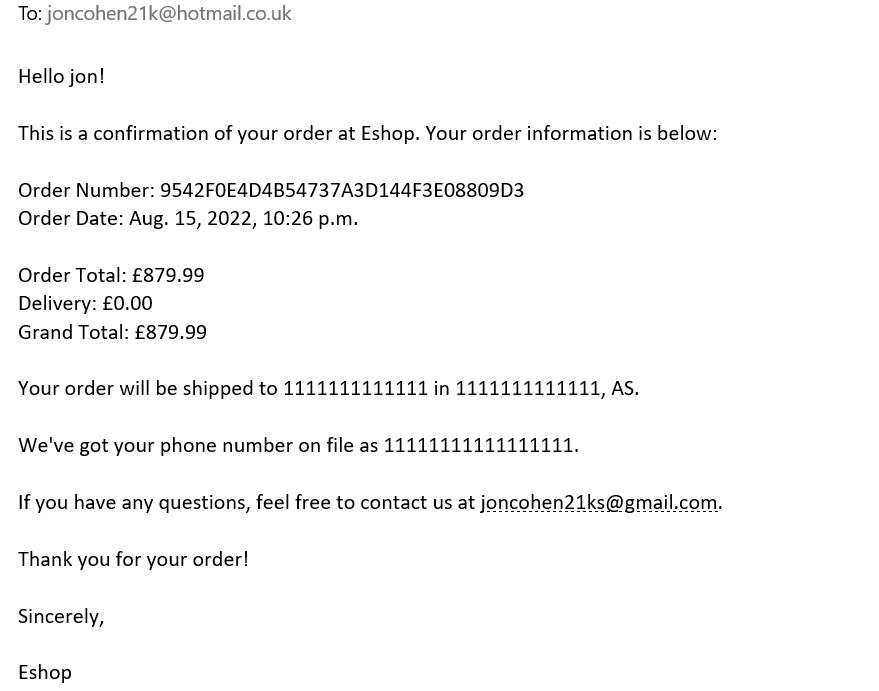 To: joncohen21k@hotmail.co.uk
Hello jon!
This is a confirmation of your order at Eshop. Your order information is below:
Order Number: 9542F0E4D4B54737A3D144F3E08809D3
Order Date: Aug. 15, 2022, 10:26 p.m.
Order Total: £879.99
Delivery: £0.00
Grand Total: £879.99
Your order will be shipped to 1111111111111 in 1111111111111, AS.
We've got your phone number on file as 11111111111111111.
If you have any questions, feel free to contact us at joncohen21ks@gmail.com.
Thank you for your order!
Sincerely,
Eshop